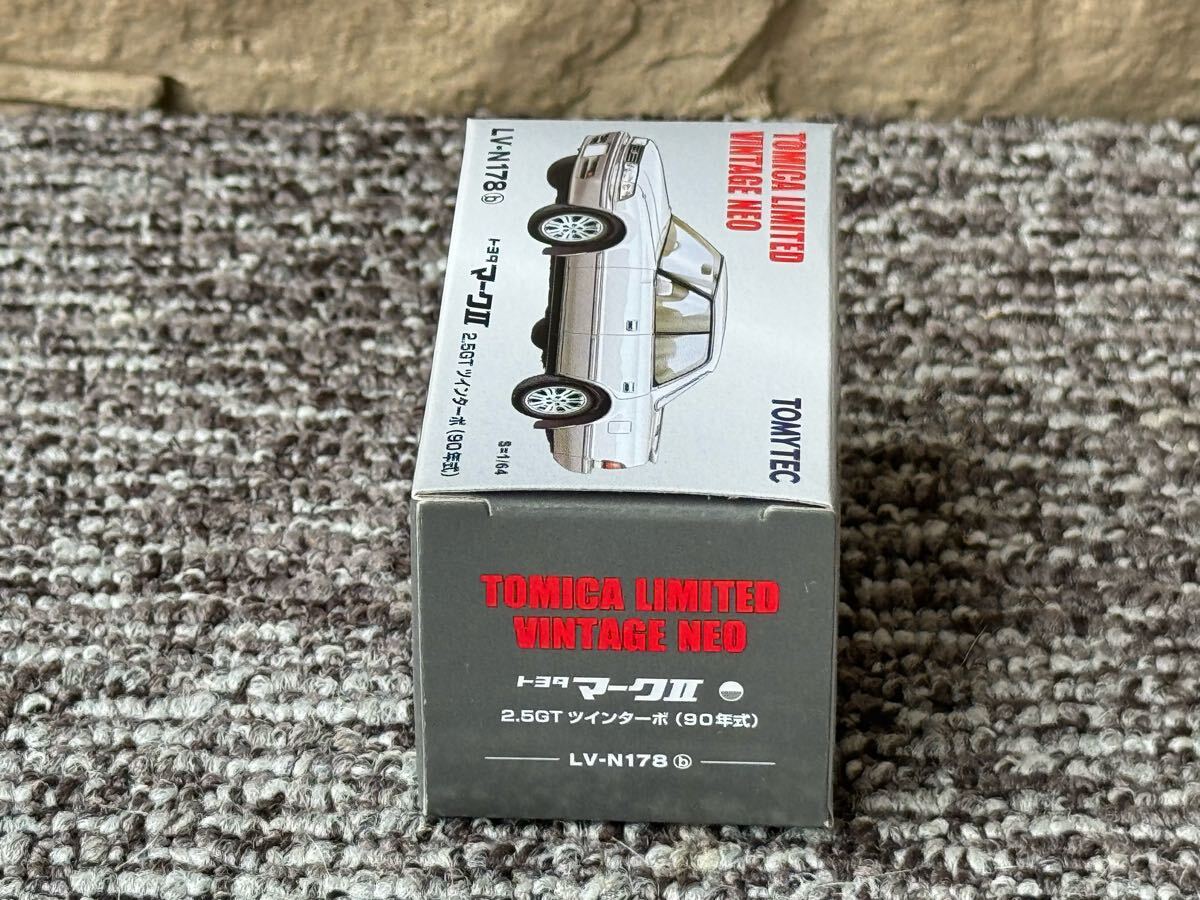 TOMICA LIMITED
VINTAGE NEO
TOMYTEC
S=1/64
LV-N178ⓑ
トヨタ マークⅡ 2.5GT ツインターボ (90年式)
TOMICA LIMITED
VINTAGE NEO
トヨタ マークⅡ
2.5GT ツインターボ (90年式)
LV-N178 ⓑ